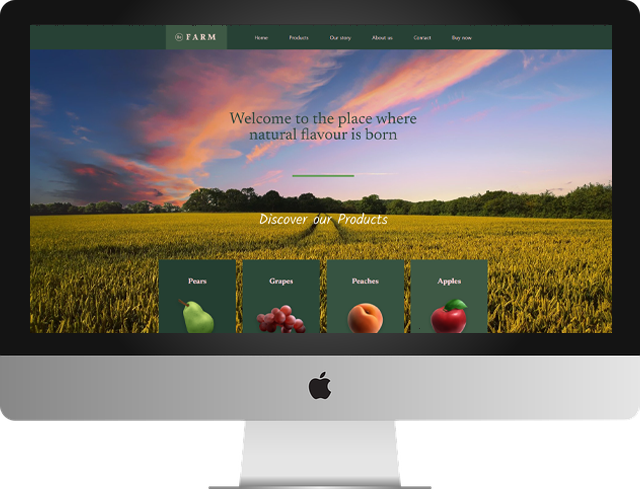 FARM
Home Products Our story About us Contact Buy now
Welcome to the place where
natural flavour is born
Discover our Products
Pears Grapes Peaches Apples